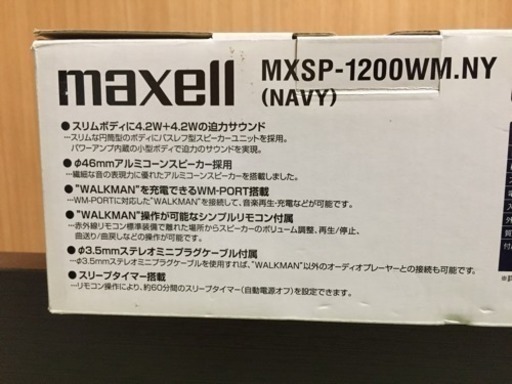 maxell MXSP-1200WM.NY
(NAVY)
●スリムボディに4.2W+4.2Wの迫力サウンド
─スリムな円筒型のボディにバスレフ型スピーカーユニットを採用。
パワーアンプ内蔵の小型ボディで迫力のサウンドを実現。
●φ46mmアルミコーンスピーカー採用
─繊細な音の表現力に優れたアルミコーンスピーカーを搭載しました。
●"WALKMAN"を充電できるWM-PORT搭載
─WM-PORTに対応した"WALKMAN"を接続して、音楽再生・充電などが可能です。
●"WALKMAN"操作が可能なシンプルリモコン付属
─赤外線リモコン標準装備で離れた場所からスピーカーのボリューム調整、再生/停止、
曲送り/曲戻しなどの操作が可能です。
●φ3.5mmステレオミニプラグケーブル付属
─φ3.5mmステレオミニプラグケーブルを使用すれば、"WALKMAN"以外のオーディオプレーヤーとの接続も可能です。
●スリープタイマー搭載
─リモコン操作により、約60分間のスリープタイマー(自動電源オフ)を設定できます。